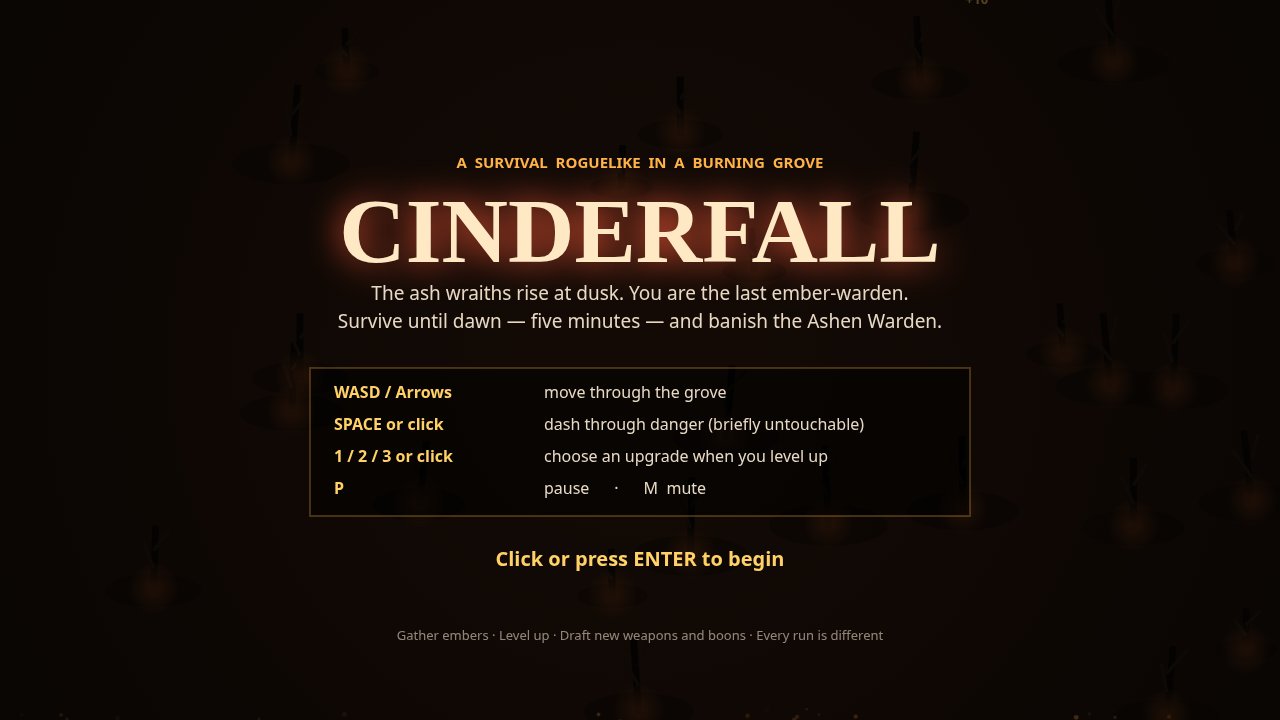 +10
A SURVIVAL ROGUELIKE IN A BURNING GROVE
CINDERFALL
The ash wraiths rise at dusk. You are the last ember-warden.
Survive until dawn — five minutes — and banish the Ashen Warden.
WASD / Arrows move through the grove
SPACE or click dash through danger (briefly untouchable)
1 / 2 / 3 or click choose an upgrade when you level up
P pause · M mute
Click or press ENTER to begin
Gather embers · Level up · Draft new weapons and boons · Every run is different